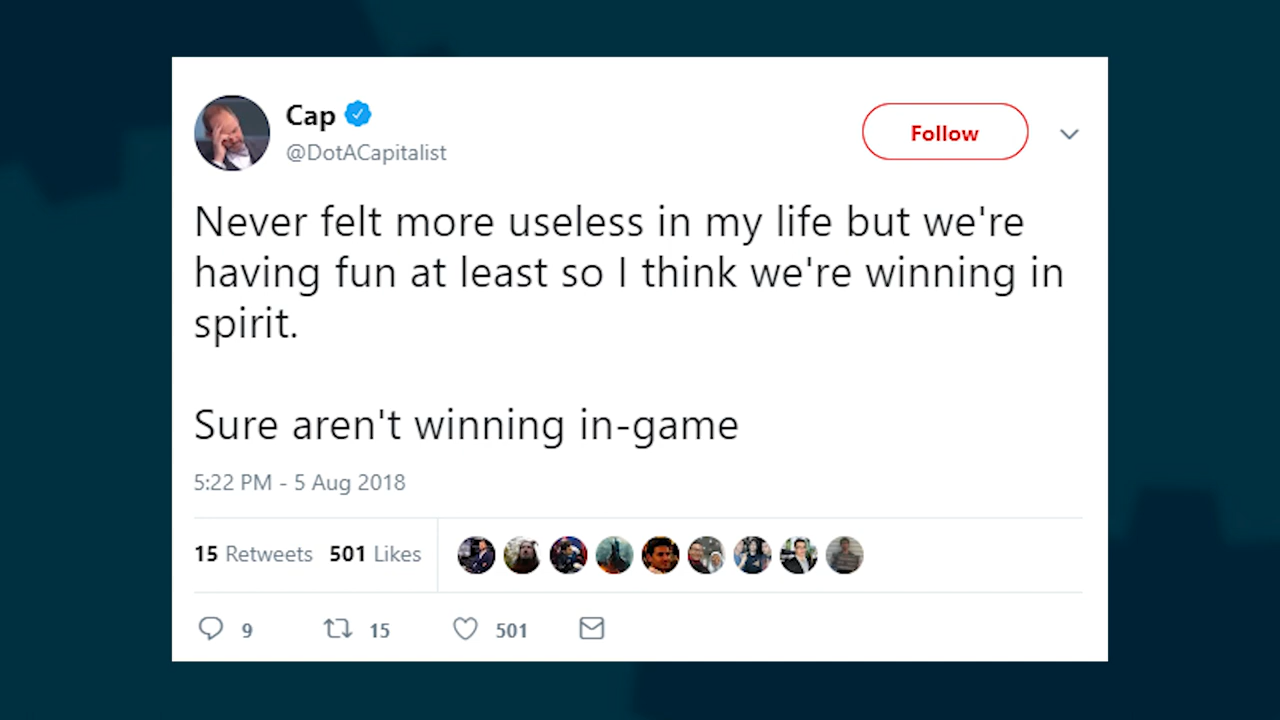 Cap
@DotACapitalist
Follow
Never felt more useless in my life but we're
having fun at least so I think we're winning in
spirit.
Sure aren't winning in-game
5:22 PM - 5 Aug 2018
15 Retweets 501 Likes
9 15 501